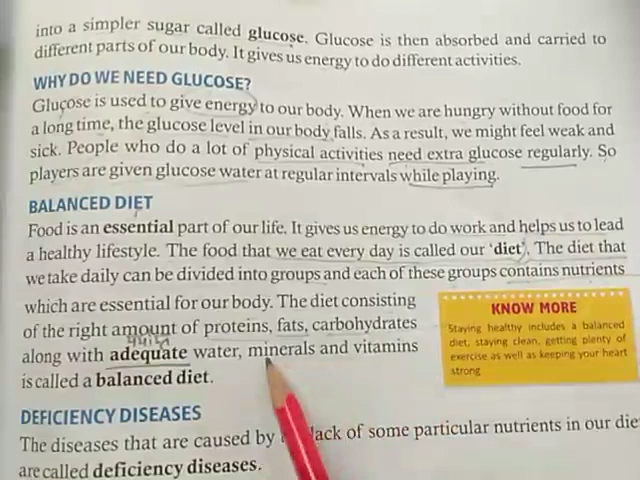 into a simpler sugar called glucose. Glucose is then absorbed and carried to
different parts of our body. It gives us energy to do different activities.
WHY DO WE NEED GLUCOSE?
Glucose is used to give energy to our body. When we are hungry without food for
a long time, the glucose level in our body falls. As a result, we might feel weak and
sick. People who do a lot of physical activities need extra glucose regularly. So
players are given glucose water at regular intervals while playing.
BALANCED DIET
Food is an essential part of our life. It gives us energy to do work and helps us to lead
a healthy lifestyle. The food that we eat every day is called our 'diet'. The diet that
we take daily can be divided into groups and each of these groups contains nutrients
which are essential for our body. The diet consisting
of the right amount of proteins, fats, carbohydrates
along with adequate water, minerals and vitamins
is called a balanced diet.
KNOW MORE
Staying healthy includes a balanced
diet, staying clean, getting plenty of
exercise as well as keeping your heart
strong
DEFICIENCY DISEASES
The diseases that are caused by lack of some particular nutrients in our die
are called deficiency diseases.